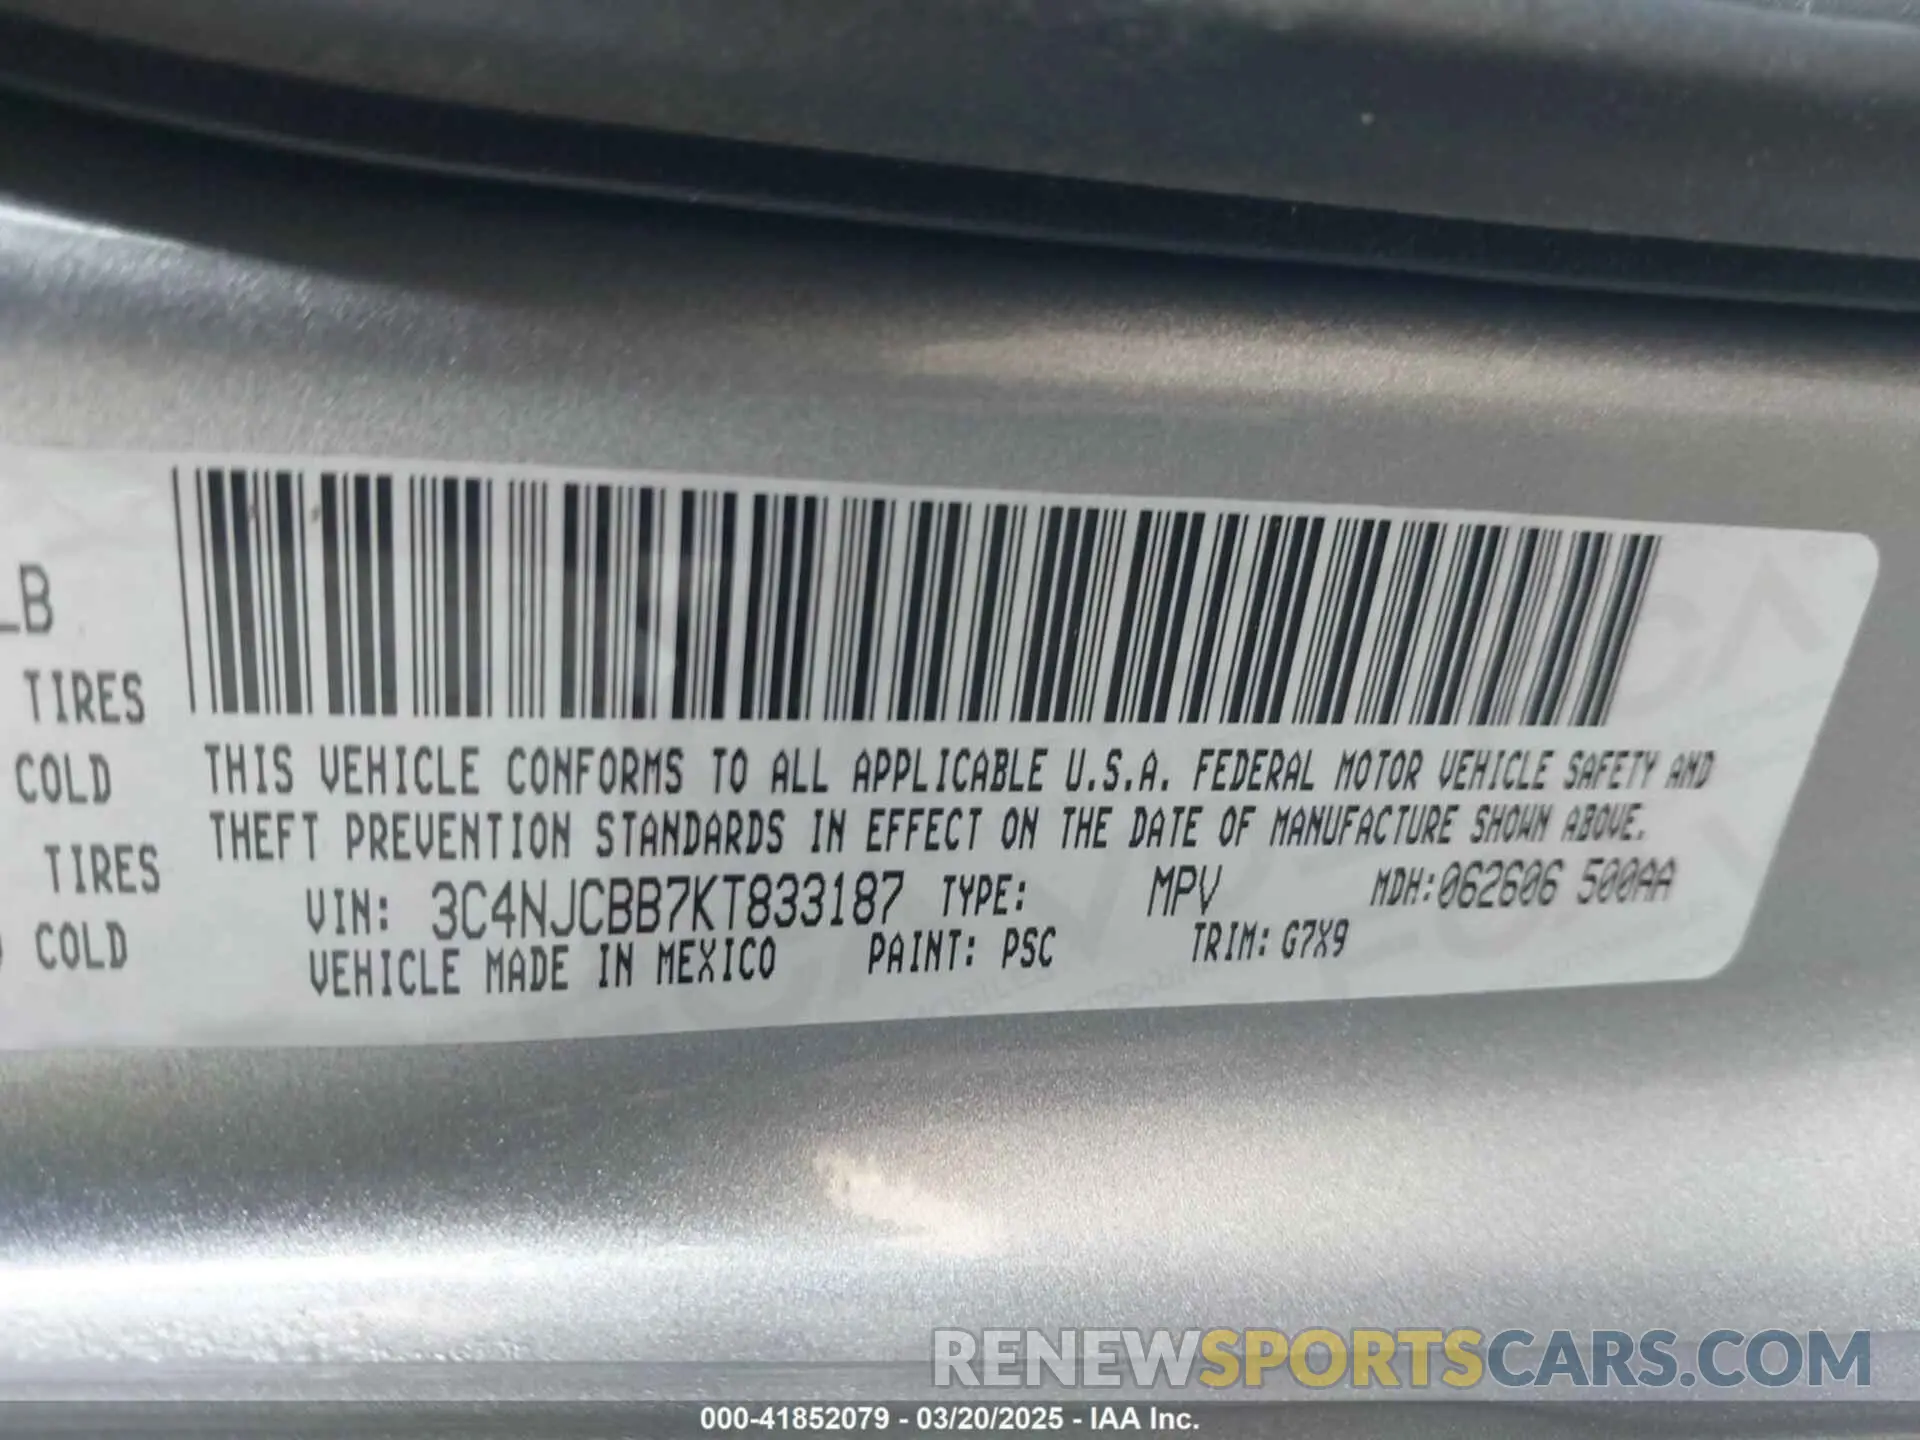 LB
TIRES
COLD
TIRES
COLD
THIS VEHICLE CONFORMS TO ALL APPLICABLE U.S.A. FEDERAL MOTOR VEHICLE SAFETY AND
THEFT PREVENTION STANDARDS IN EFFECT ON THE DATE OF MANUFACTURE SHOWN ABOVE.
VIN: 3C4NJCBB7KT833187 TYPE: MPV MDH:062606 500AA
VEHICLE MADE IN MEXICO PAINT: PSC TRIM: G7X9
RENEWSPORTSCARS.COM
000-41852079 - 03/20/2025 - IAA Inc.